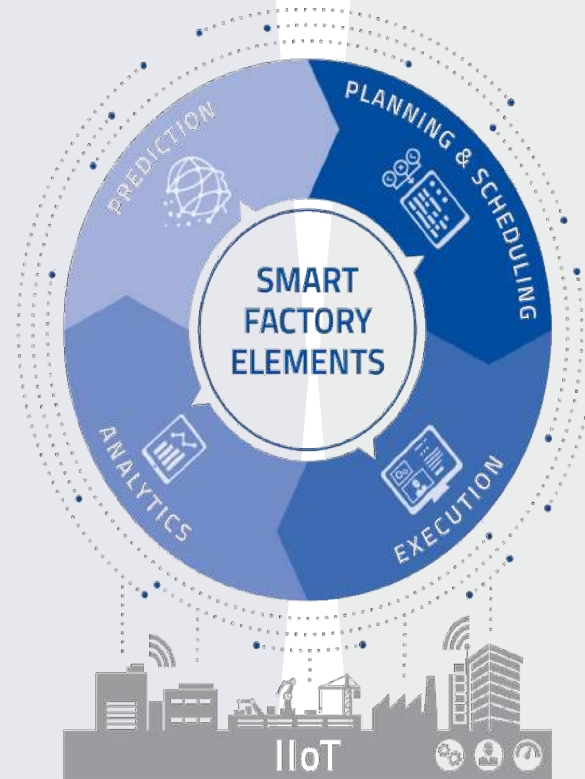 PREDICTION
PLANNING & SCHEDULING
SMART
FACTORY
ELEMENTS
ANALYTICS
EXECUTION
IIoT